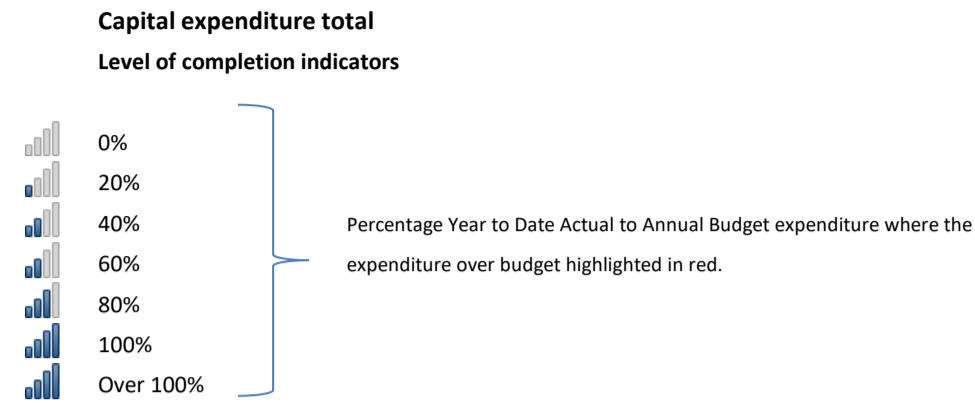 Capital expenditure total
Level of completion indicators
0%
20%
40%
60%
80%
100%
Over 100%
Percentage Year to Date Actual to Annual Budget expenditure where the
expenditure over budget highlighted in red.